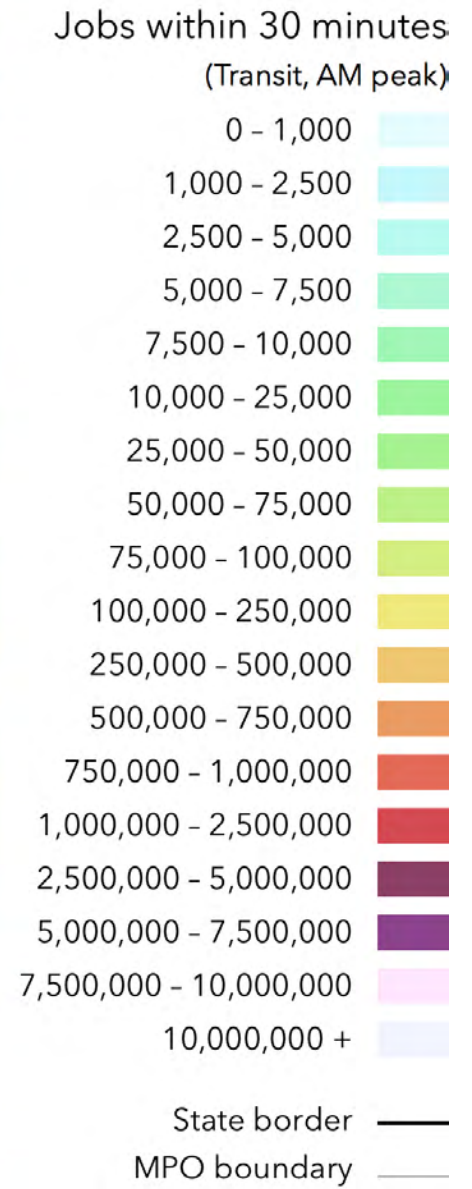 Jobs within 30 minutes
(Transit, AM peak)
0 – 1,000
1,000 – 2,500
2,500 – 5,000
5,000 – 7,500
7,500 – 10,000
10,000 – 25,000
25,000 – 50,000
50,000 – 75,000
75,000 – 100,000
100,000 – 250,000
250,000 – 500,000
500,000 – 750,000
750,000 – 1,000,000
1,000,000 – 2,500,000
2,500,000 – 5,000,000
5,000,000 – 7,500,000
7,500,000 – 10,000,000
10,000,000 +
State border
MPO boundary